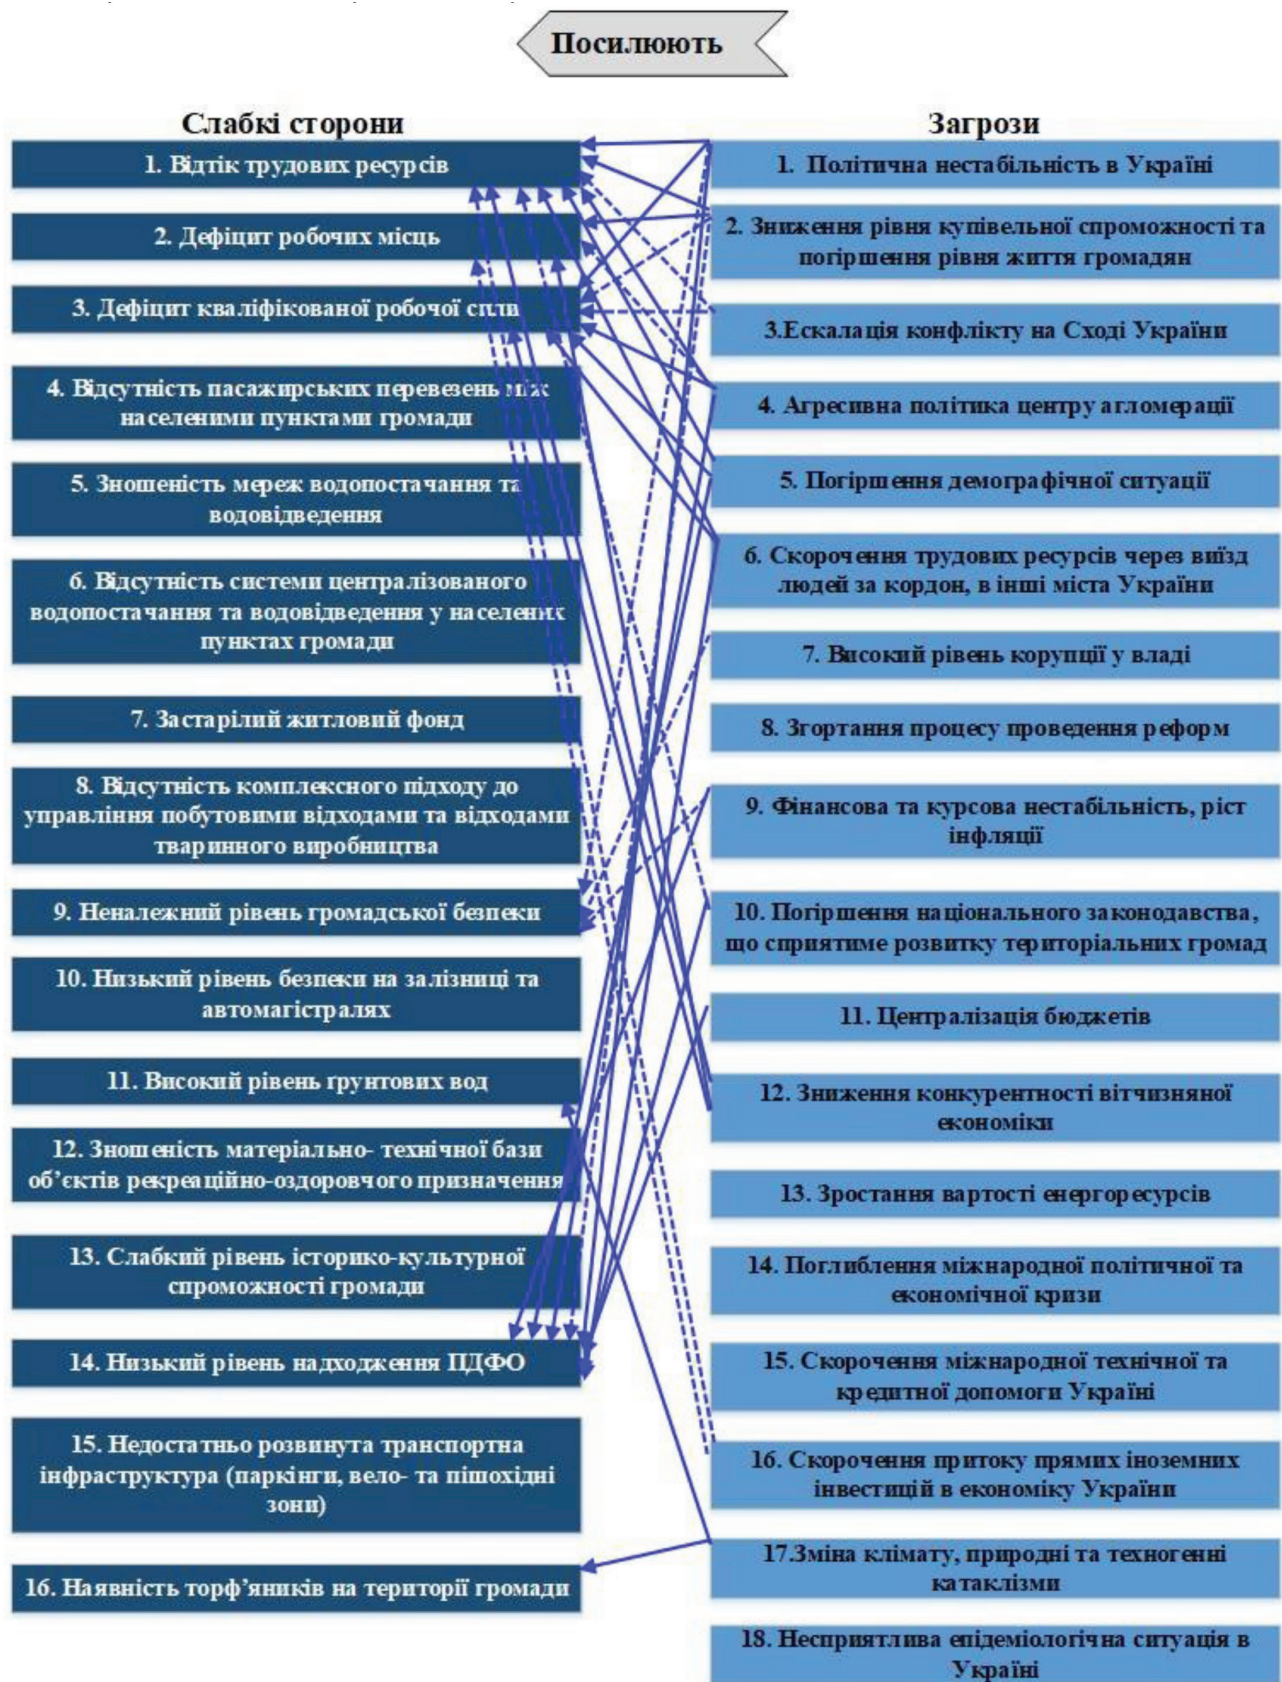 Посилюють
Слабкі сторони
1. Відтік трудових ресурсів
2. Дефіцит робочих місць
3. Дефіцит кваліфікованої робочої сили
4. Відсутність пасажирських перевезень між
населеними пунктами громади
5. Зношеність мереж водопостачання та
водовідведення
6. Відсутність системи централізованого
водопостачання та водовідведення у населених
пунктах громади
7. Застарілий житловий фонд
8. Відсутність комплексного підходу до
управління побутовими відходами та відходами
тваринного виробництва
9. Неналежний рівень громадської безпеки
10. Низький рівень безпеки на залізниці та
автомагістралях
11. Високий рівень ґрунтових вод
12. Зношеність матеріально- технічної бази
об’єктів рекреаційно-оздоровчого призначення
13. Слабкий рівень історико-культурної
спроможності громади
14. Низький рівень надходження ПДФО
15. Недостатньо розвинута транспортна
інфраструктура (паркінги, вело- та пішохідні
зони)
16. Наявність торф’яників на території громади
Загрози
1. Політична нестабільність в Україні
2. Зниження рівня купівельної спроможності та
погіршення рівня життя громадян
3.Ескалація конфлікту на Сході України
4. Агресивна політика центру агломерації
5. Погіршення демографічної ситуації
6. Скорочення трудових ресурсів через виїзд
людей за кордон, в інші міста України
7. Високий рівень корупції у владі
8. Згортання процесу проведення реформ
9. Фінансова та курсова нестабільність, ріст
інфляції
10. Погіршення національного законодавства,
що сприятиме розвитку територіальних громад
11. Централізація бюджетів
12. Зниження конкурентності вітчизняної
економіки
13. Зростання вартості енергоресурсів
14. Поглиблення міжнародної політичної та
економічної кризи
15. Скорочення міжнародної технічної та
кредитної допомоги Україні
16. Скорочення притоку прямих іноземних
інвестицій в економіку України
17.Зміна клімату, природні та техногенні
катаклізми
18. Несприятлива епідеміологічна ситуація в
Україні